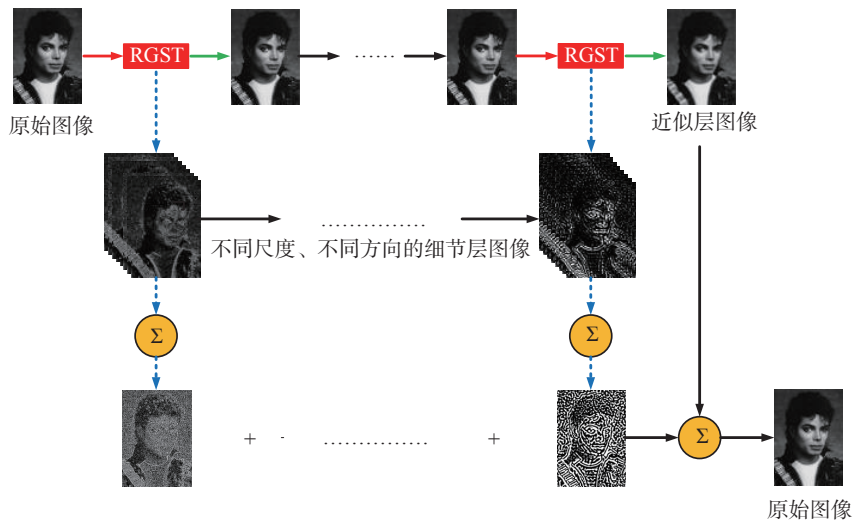 RGST
……
RGST
原始图像
近似层图像
……………
不同尺度、不同方向的细节层图像
Σ
Σ
+ - ……………  +
Σ
原始图像